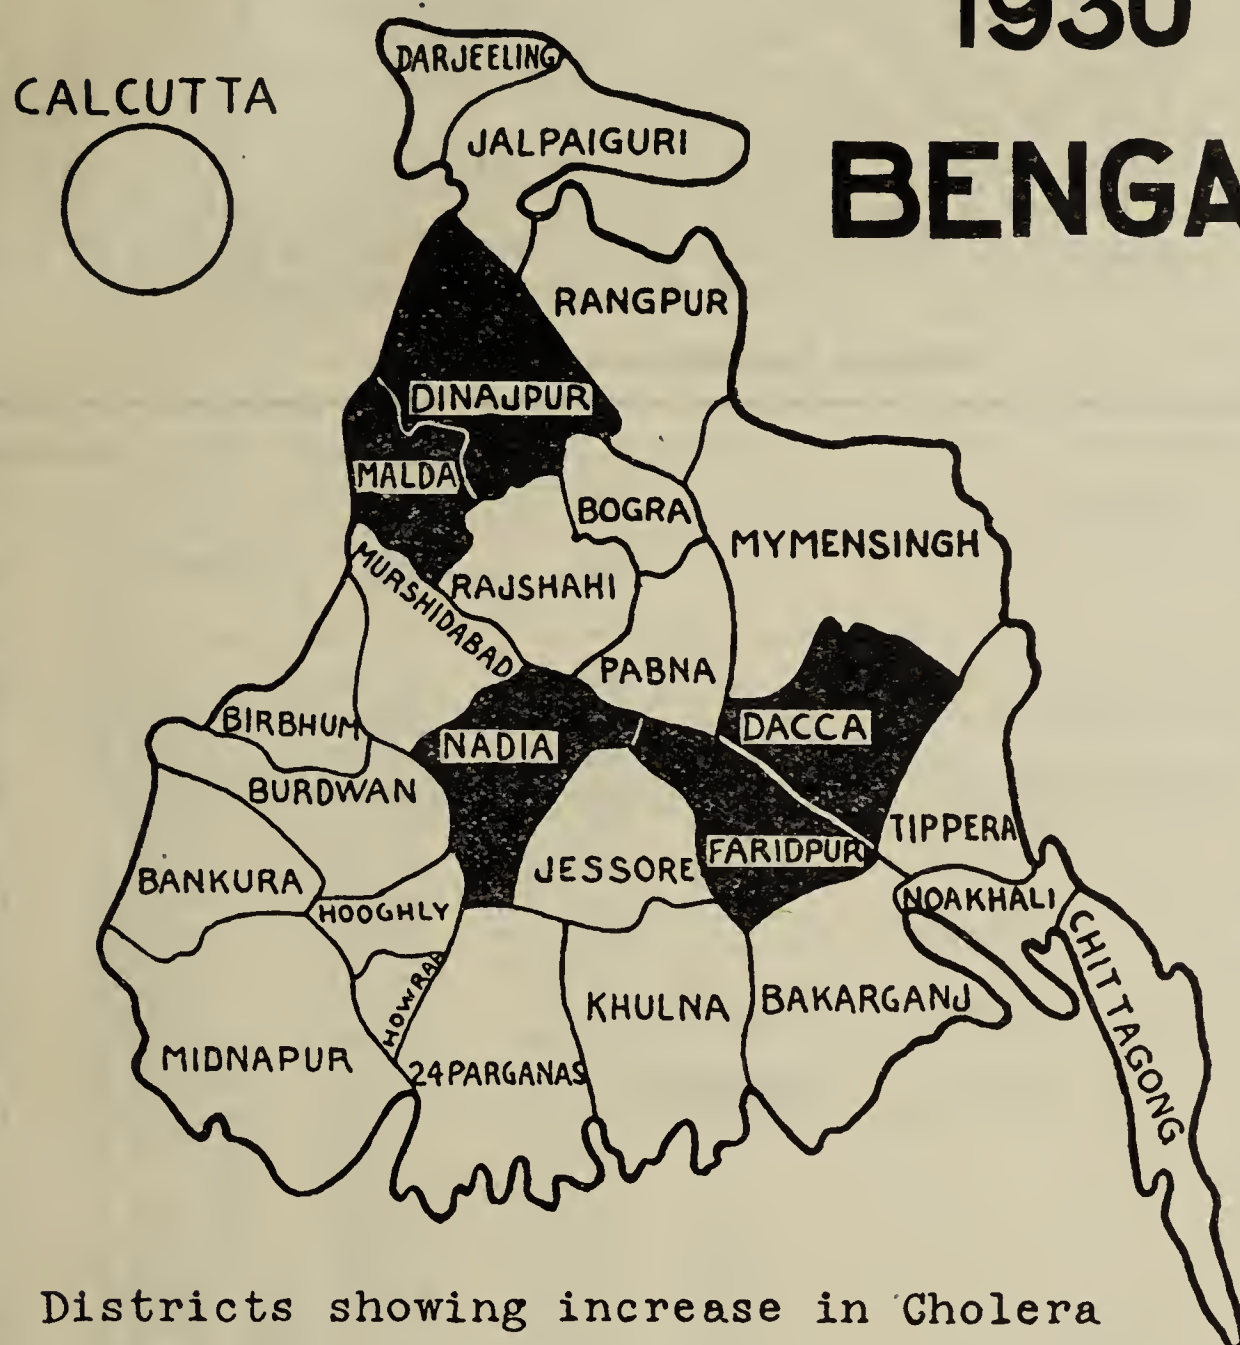 1930
BENGA
CALCUTTA
DARJEELING
JALPAIGURI
RANGPUR
DINAJPUR
MALDA
BOGRA
MYMENSINGH
MURSHIDABAD
RAJSHAHI
PABNA
BIRBHUM
NADIA
DACCA
BURDWAN
TIPPERA
BANKURA
JESSORE
FARIDPUR
HOOGHLY
NOAKHALI
HOWRAA
CHITTAGONG
KHULNA
BAKARGANJ
MIDNAPUR
24PARGANAS
Districts showing increase in Cholera